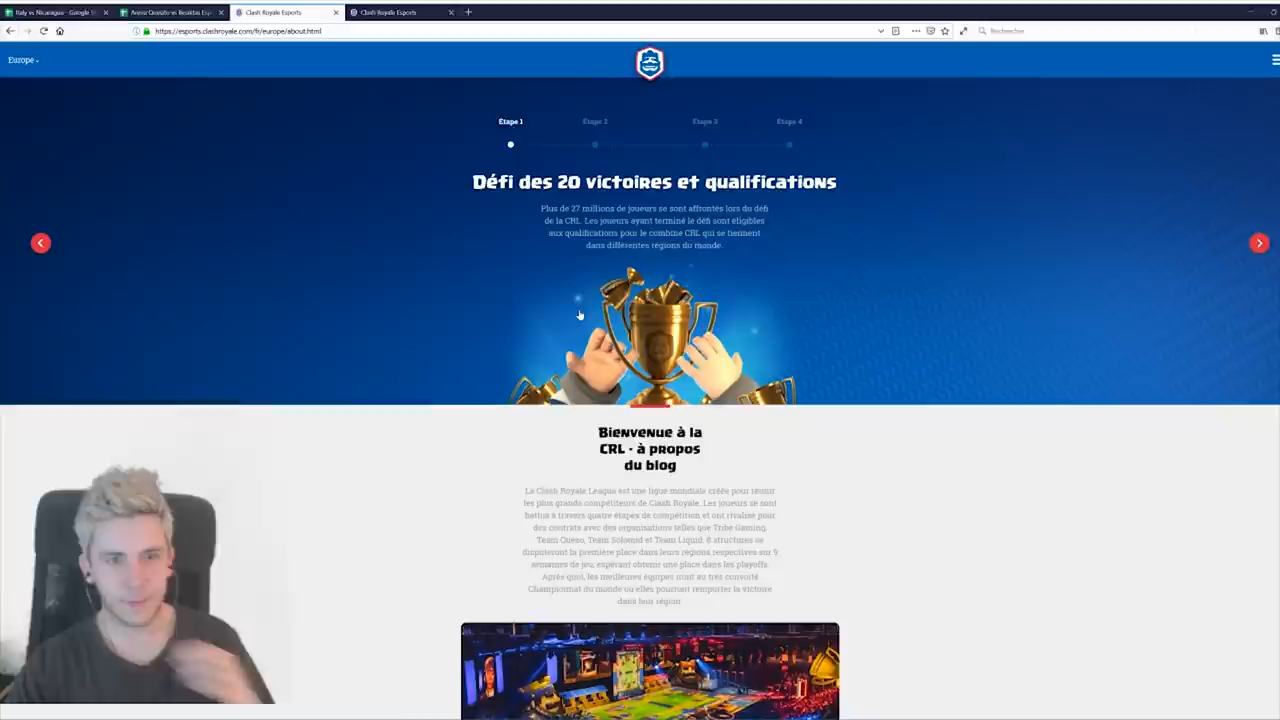 Italy vs Nicaragua - Google S
Clash Royale Esports
Clash Royale Esports
https://esports.clashroyale.com/fr/europe/about.html
Rechercher
Europe
Étape 1
Étape 2
Étape 3
Étape 4
Défi des 20 victoires et qualifications
Plus de 27 millions de joueurs se sont affrontés lors du défi
de la CRL. Les joueurs ayant terminé le défi sont éligibles
aux qualifications pour le combine CRL qui se tiennent
dans différentes régions du monde.
Bienvenue à la
CRL - à propos
du blog
La Clash Royale League est une ligue mondiale créée pour réunir
les plus grands compétiteurs de Clash Royale. Les joueurs se sont
battus à travers quatre étapes de compétition et ont rivalisé pour
des contrats avec des organisations telles que Tribe Gaming,
Team Queso, Team Solomid et Team Liquid. 8 structures se
disputeront la première place dans leurs régions respectives sur 9
semaines de jeu, espérant obtenir une place dans les playoffs.
Après quoi, les meilleures équipes iront au très convoité
Championnat du monde où elles pourront remporter la victoire
dans leur région